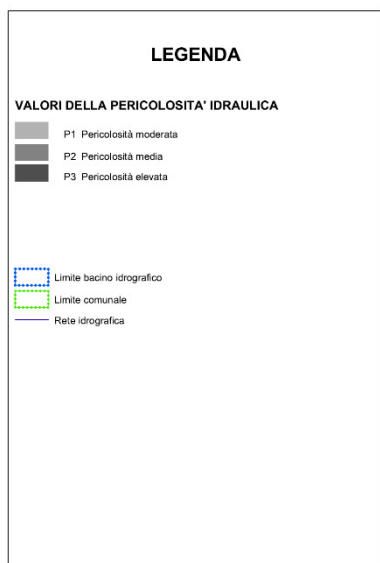 LEGENDA
VALORI DELLA PERICOLOSITA' IDRAULICA
P1 Pericolosità moderata
P2 Pericolosità media
P3 Pericolosità elevata
Limite bacino idrografico
Limite comunale
Rete idrografica